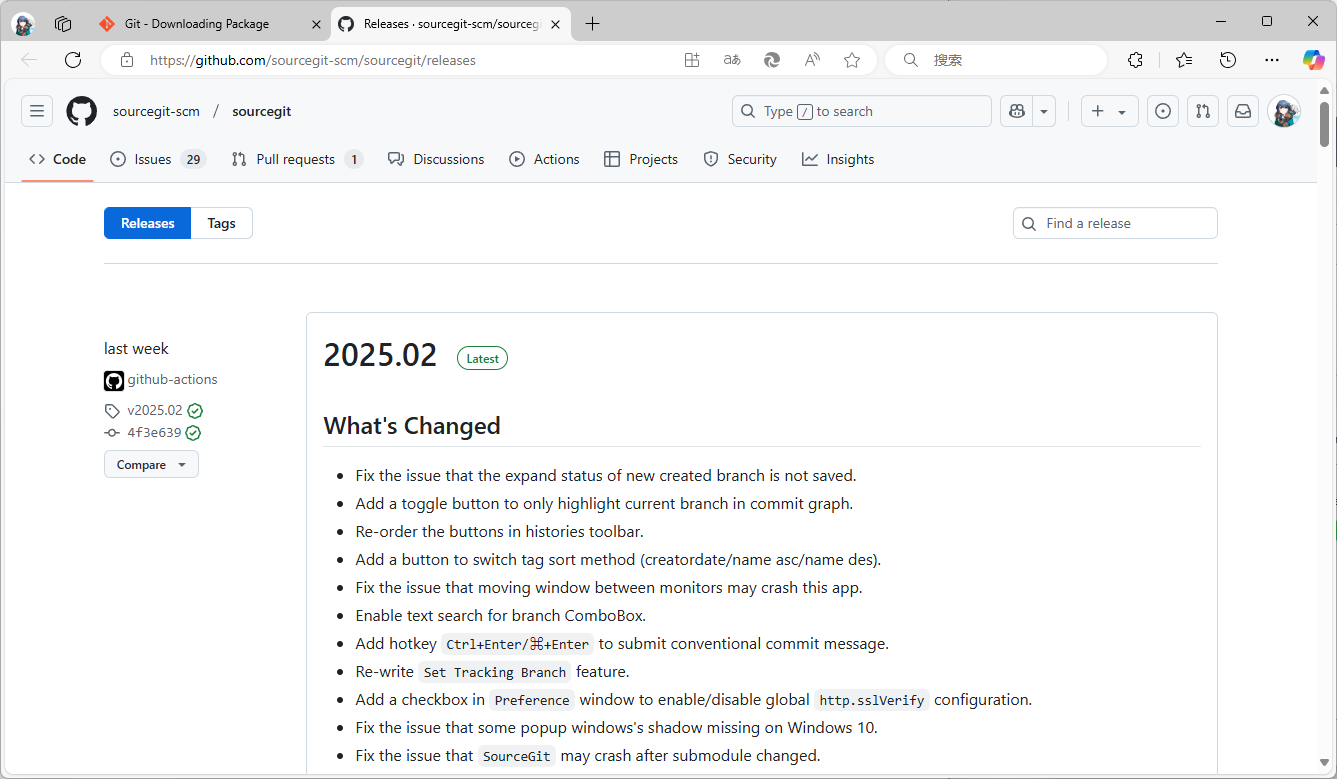 Git - Downloading Package
Releases · sourcegit-scm/sourceg
https://github.com/sourcegit-scm/sourcegit/releases
搜索
sourcegit-scm / sourcegit
Type / to search
Code
Issues 29
Pull requests 1
Discussions
Actions
Projects
Security
Insights
Releases
Tags
Find a release
last week
github-actions
v2025.02
4f3e639
Compare
2025.02 Latest
What's Changed
Fix the issue that the expand status of new created branch is not saved.
Add a toggle button to only highlight current branch in commit graph.
Re-order the buttons in histories toolbar.
Add a button to switch tag sort method (creatordate/name asc/name des).
Fix the issue that moving window between monitors may crash this app.
Enable text search for branch ComboBox.
Add hotkey Ctrl+Enter/⌘+Enter to submit conventional commit message.
Re-write Set Tracking Branch feature.
Add a checkbox in Preference window to enable/disable global http.sslVerify configuration.
Fix the issue that some popup windows's shadow missing on Windows 10.
Fix the issue that SourceGit may crash after submodule changed.